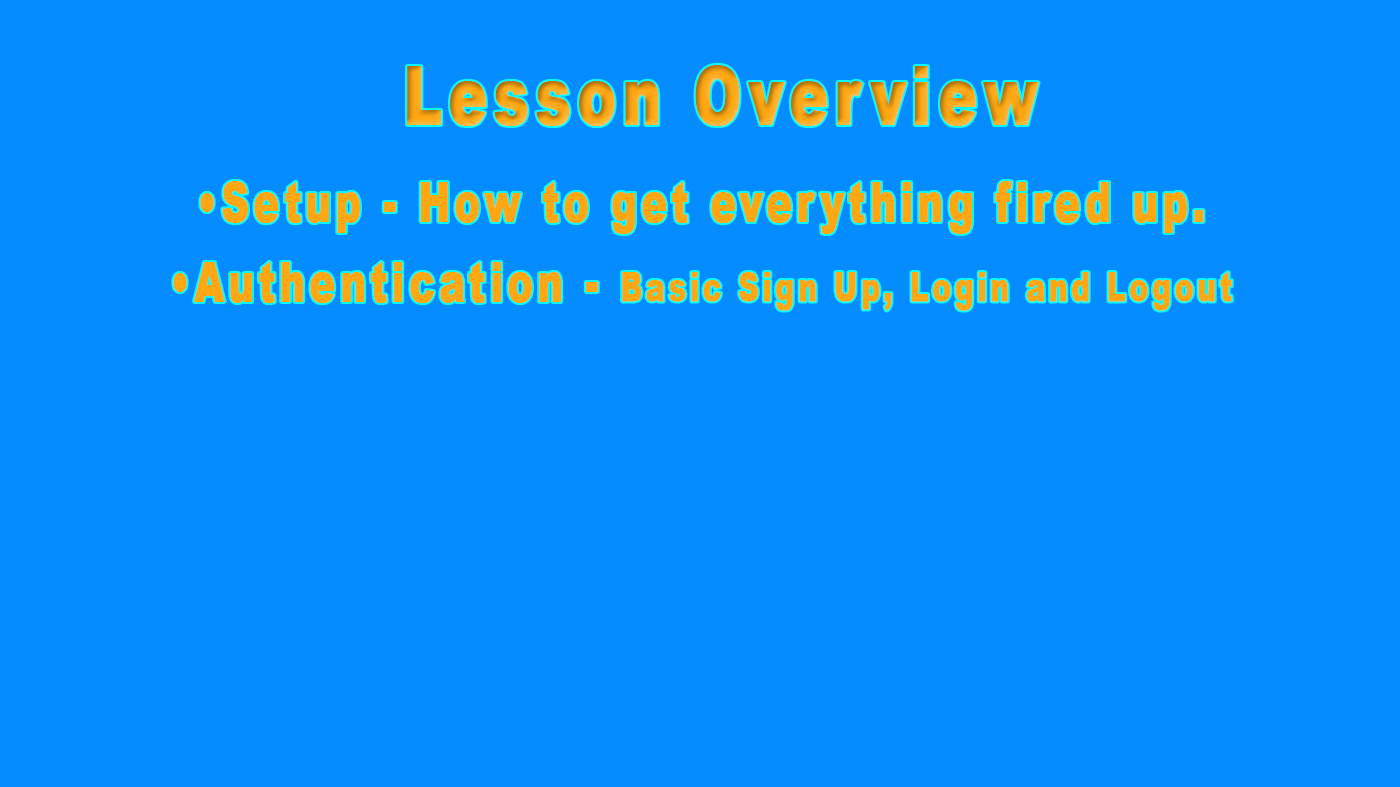 Lesson Overview
•Setup - How to get everything fired up.
•Authentication - Basic Sign Up, Login and Logout